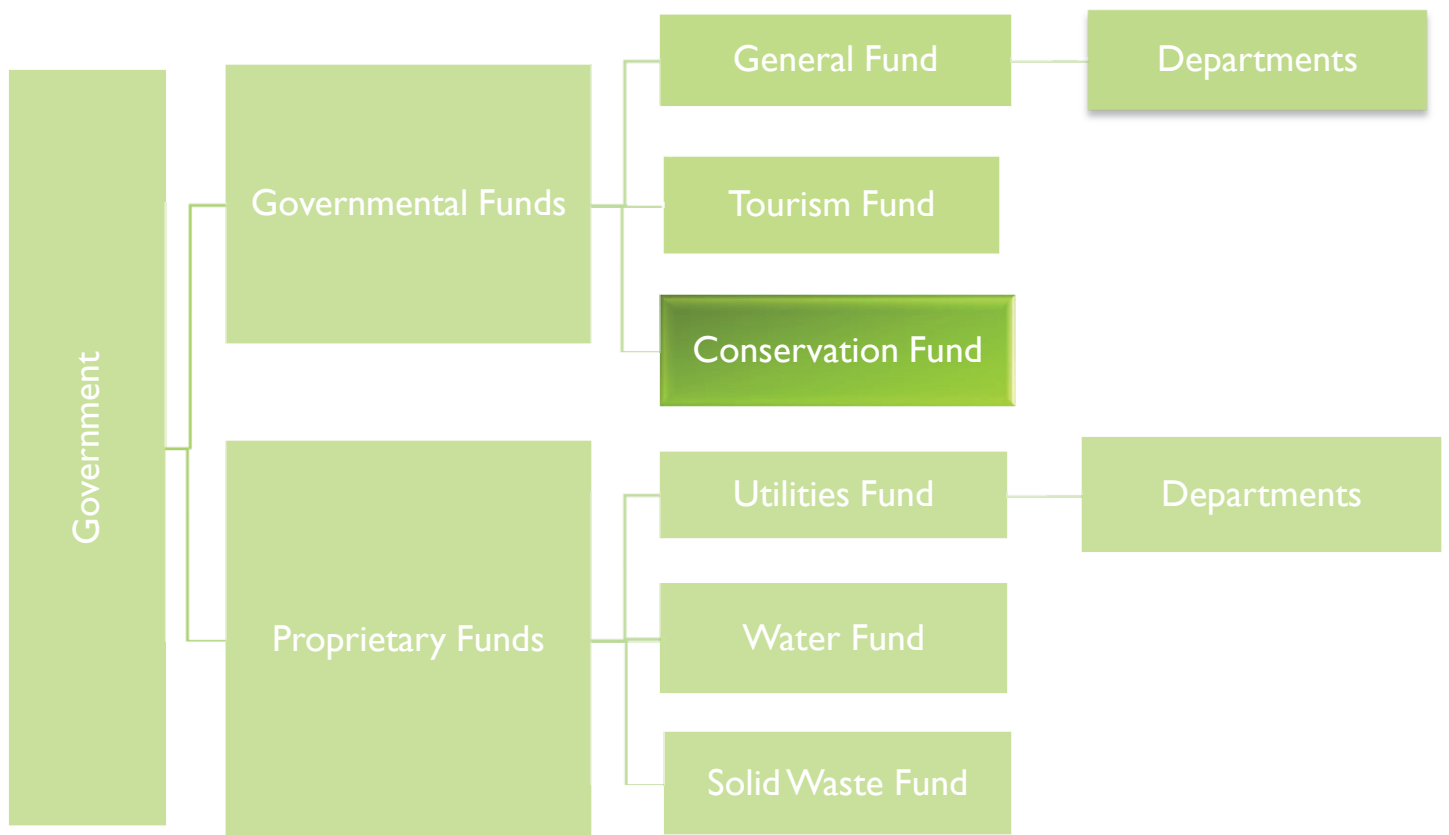 Government
Governmental Funds
General Fund
Departments
Tourism Fund
Conservation Fund
Proprietary Funds
Utilities Fund
Departments
Water Fund
Solid Waste Fund